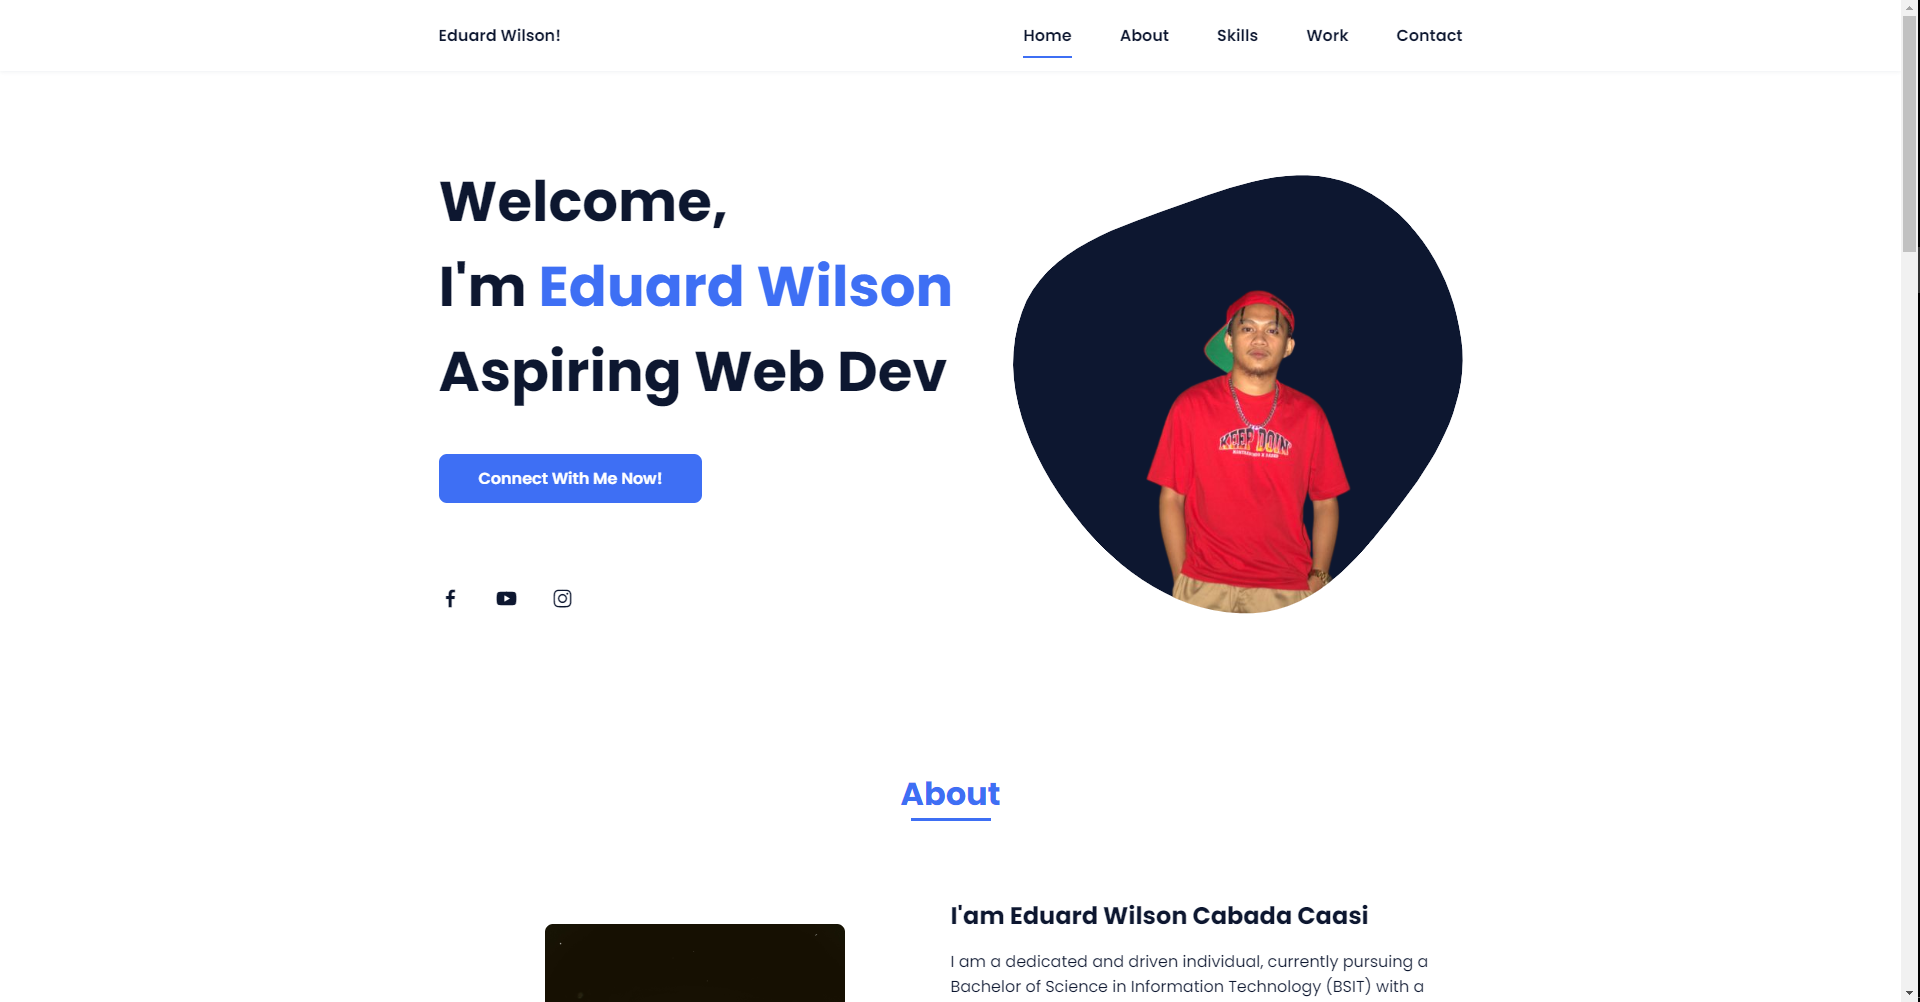 Eduard Wilson!
Home About Skills Work Contact
Welcome,
I'm Eduard Wilson
Aspiring Web Dev
Connect With Me Now!
KEEP DOIN'
About
I'am Eduard Wilson Cabada Caasi
I am a dedicated and driven individual, currently pursuing a
Bachelor of Science in Information Technology (BSIT) with a